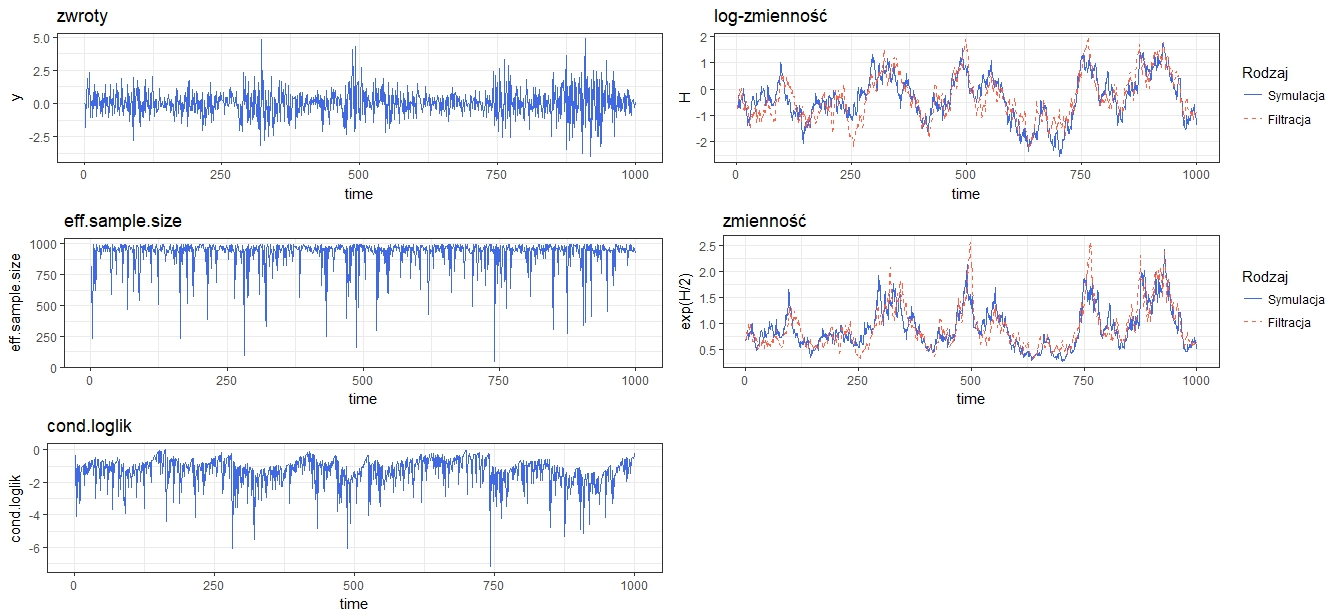 zwroty
5.0
2.5
0.0
-2.5
y
0
250
500
750
1000
time
log-zmienność
2
1
0
-1
-2
H
0
250
500
750
1000
time
Rodzaj
Symulacja
Filtracja
eff.sample.size
1000
750
500
250
0
eff.sample.size
0
250
500
750
1000
time
zmienność
2.5
2.0
1.5
1.0
0.5
exp(H/2)
0
250
500
750
1000
time
Rodzaj
Symulacja
Filtracja
cond.loglik
0
-2
-4
-6
cond.loglik
0
250
500
750
1000
time